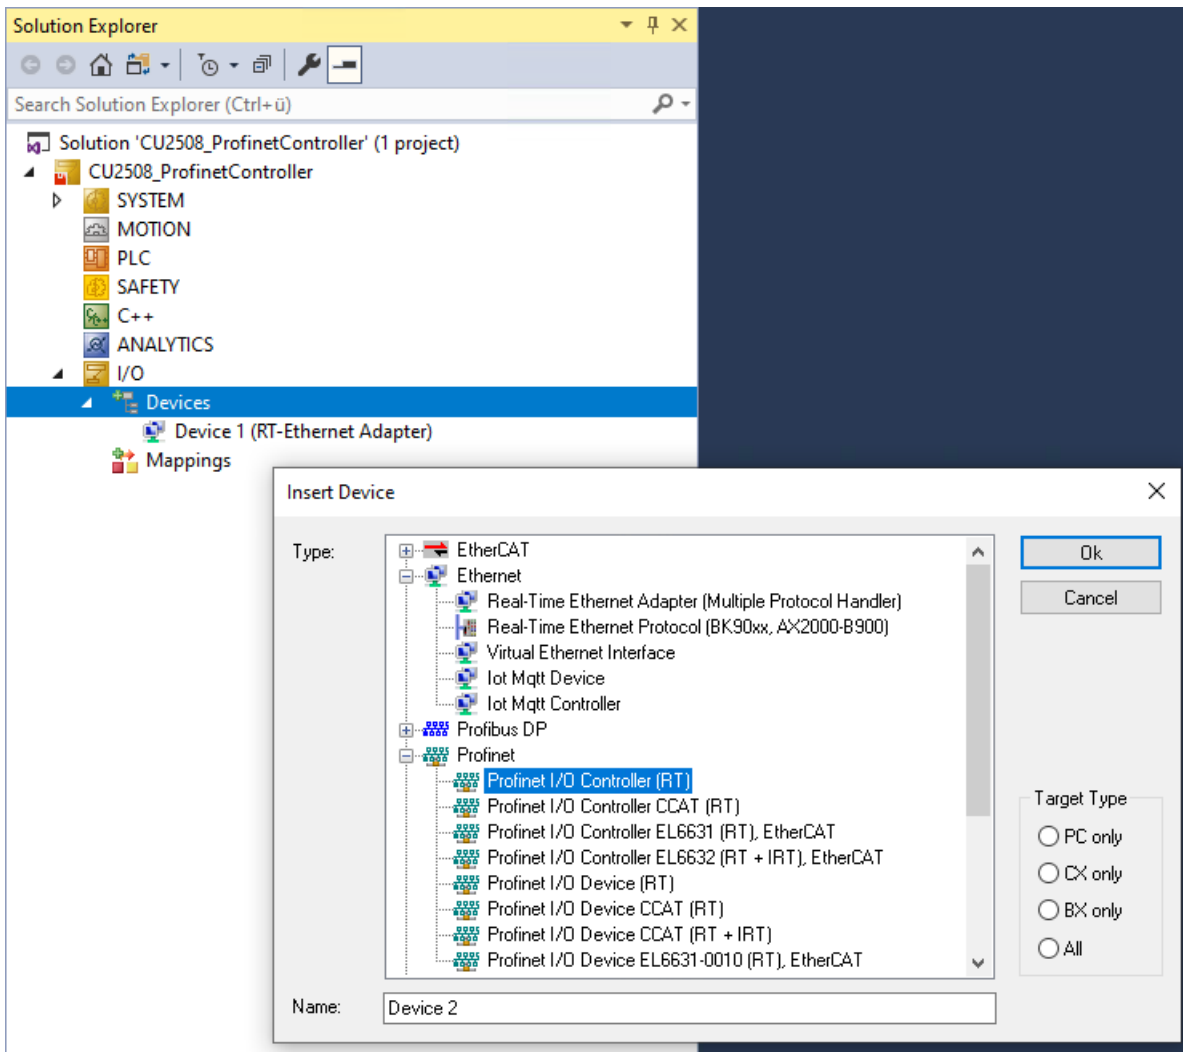 Solution Explorer
Search Solution Explorer (Ctrl+ü)
Solution 'CU2508_ProfinetController' (1 project)
CU2508_ProfinetController
SYSTEM
MOTION
PLC
SAFETY
C++
ANALYTICS
I/O
Devices
Device 1 (RT-Ethernet Adapter)
Mappings
Insert Device
Type:
EtherCAT
Ethernet
Real-Time Ethernet Adapter (Multiple Protocol Handler)
Real-Time Ethernet Protocol (BK90xx, AX2000-B900)
Virtual Ethernet Interface
Iot Mqtt Device
Iot Mqtt Controller
Profibus DP
Profinet
Profinet I/O Controller (RT)
Profinet I/O Controller CCAT (RT)
Profinet I/O Controller EL6631 (RT), EtherCAT
Profinet I/O Controller EL6632 (RT + IRT), EtherCAT
Profinet I/O Device (RT)
Profinet I/O Device CCAT (RT)
Profinet I/O Device CCAT (RT + IRT)
Profinet I/O Device EL6631-0010 (RT), EtherCAT
Ok
Cancel
Target Type
PC only
CX only
BX only
All
Name:
Device 2